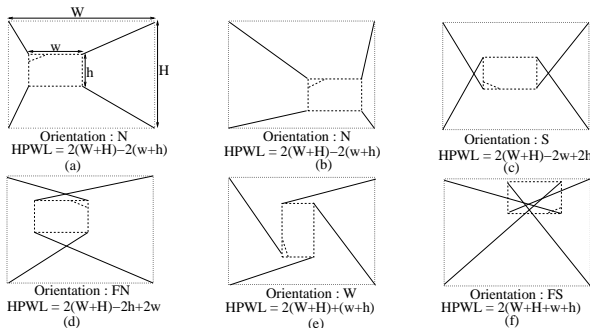 W
w
h
H
Orientation : N
HPWL = 2(W+H)−2(w+h)
(a)
Orientation : N
HPWL = 2(W+H)−2(w+h)
(b)
Orientation : S
HPWL = 2(W+H)−2w+2h
(c)
Orientation : FN
HPWL = 2(W+H)−2h+2w
(d)
Orientation : W
HPWL = 2(W+H)+(w+h)
(e)
Orientation : FS
HPWL = 2(W+H+w+h)
(f)